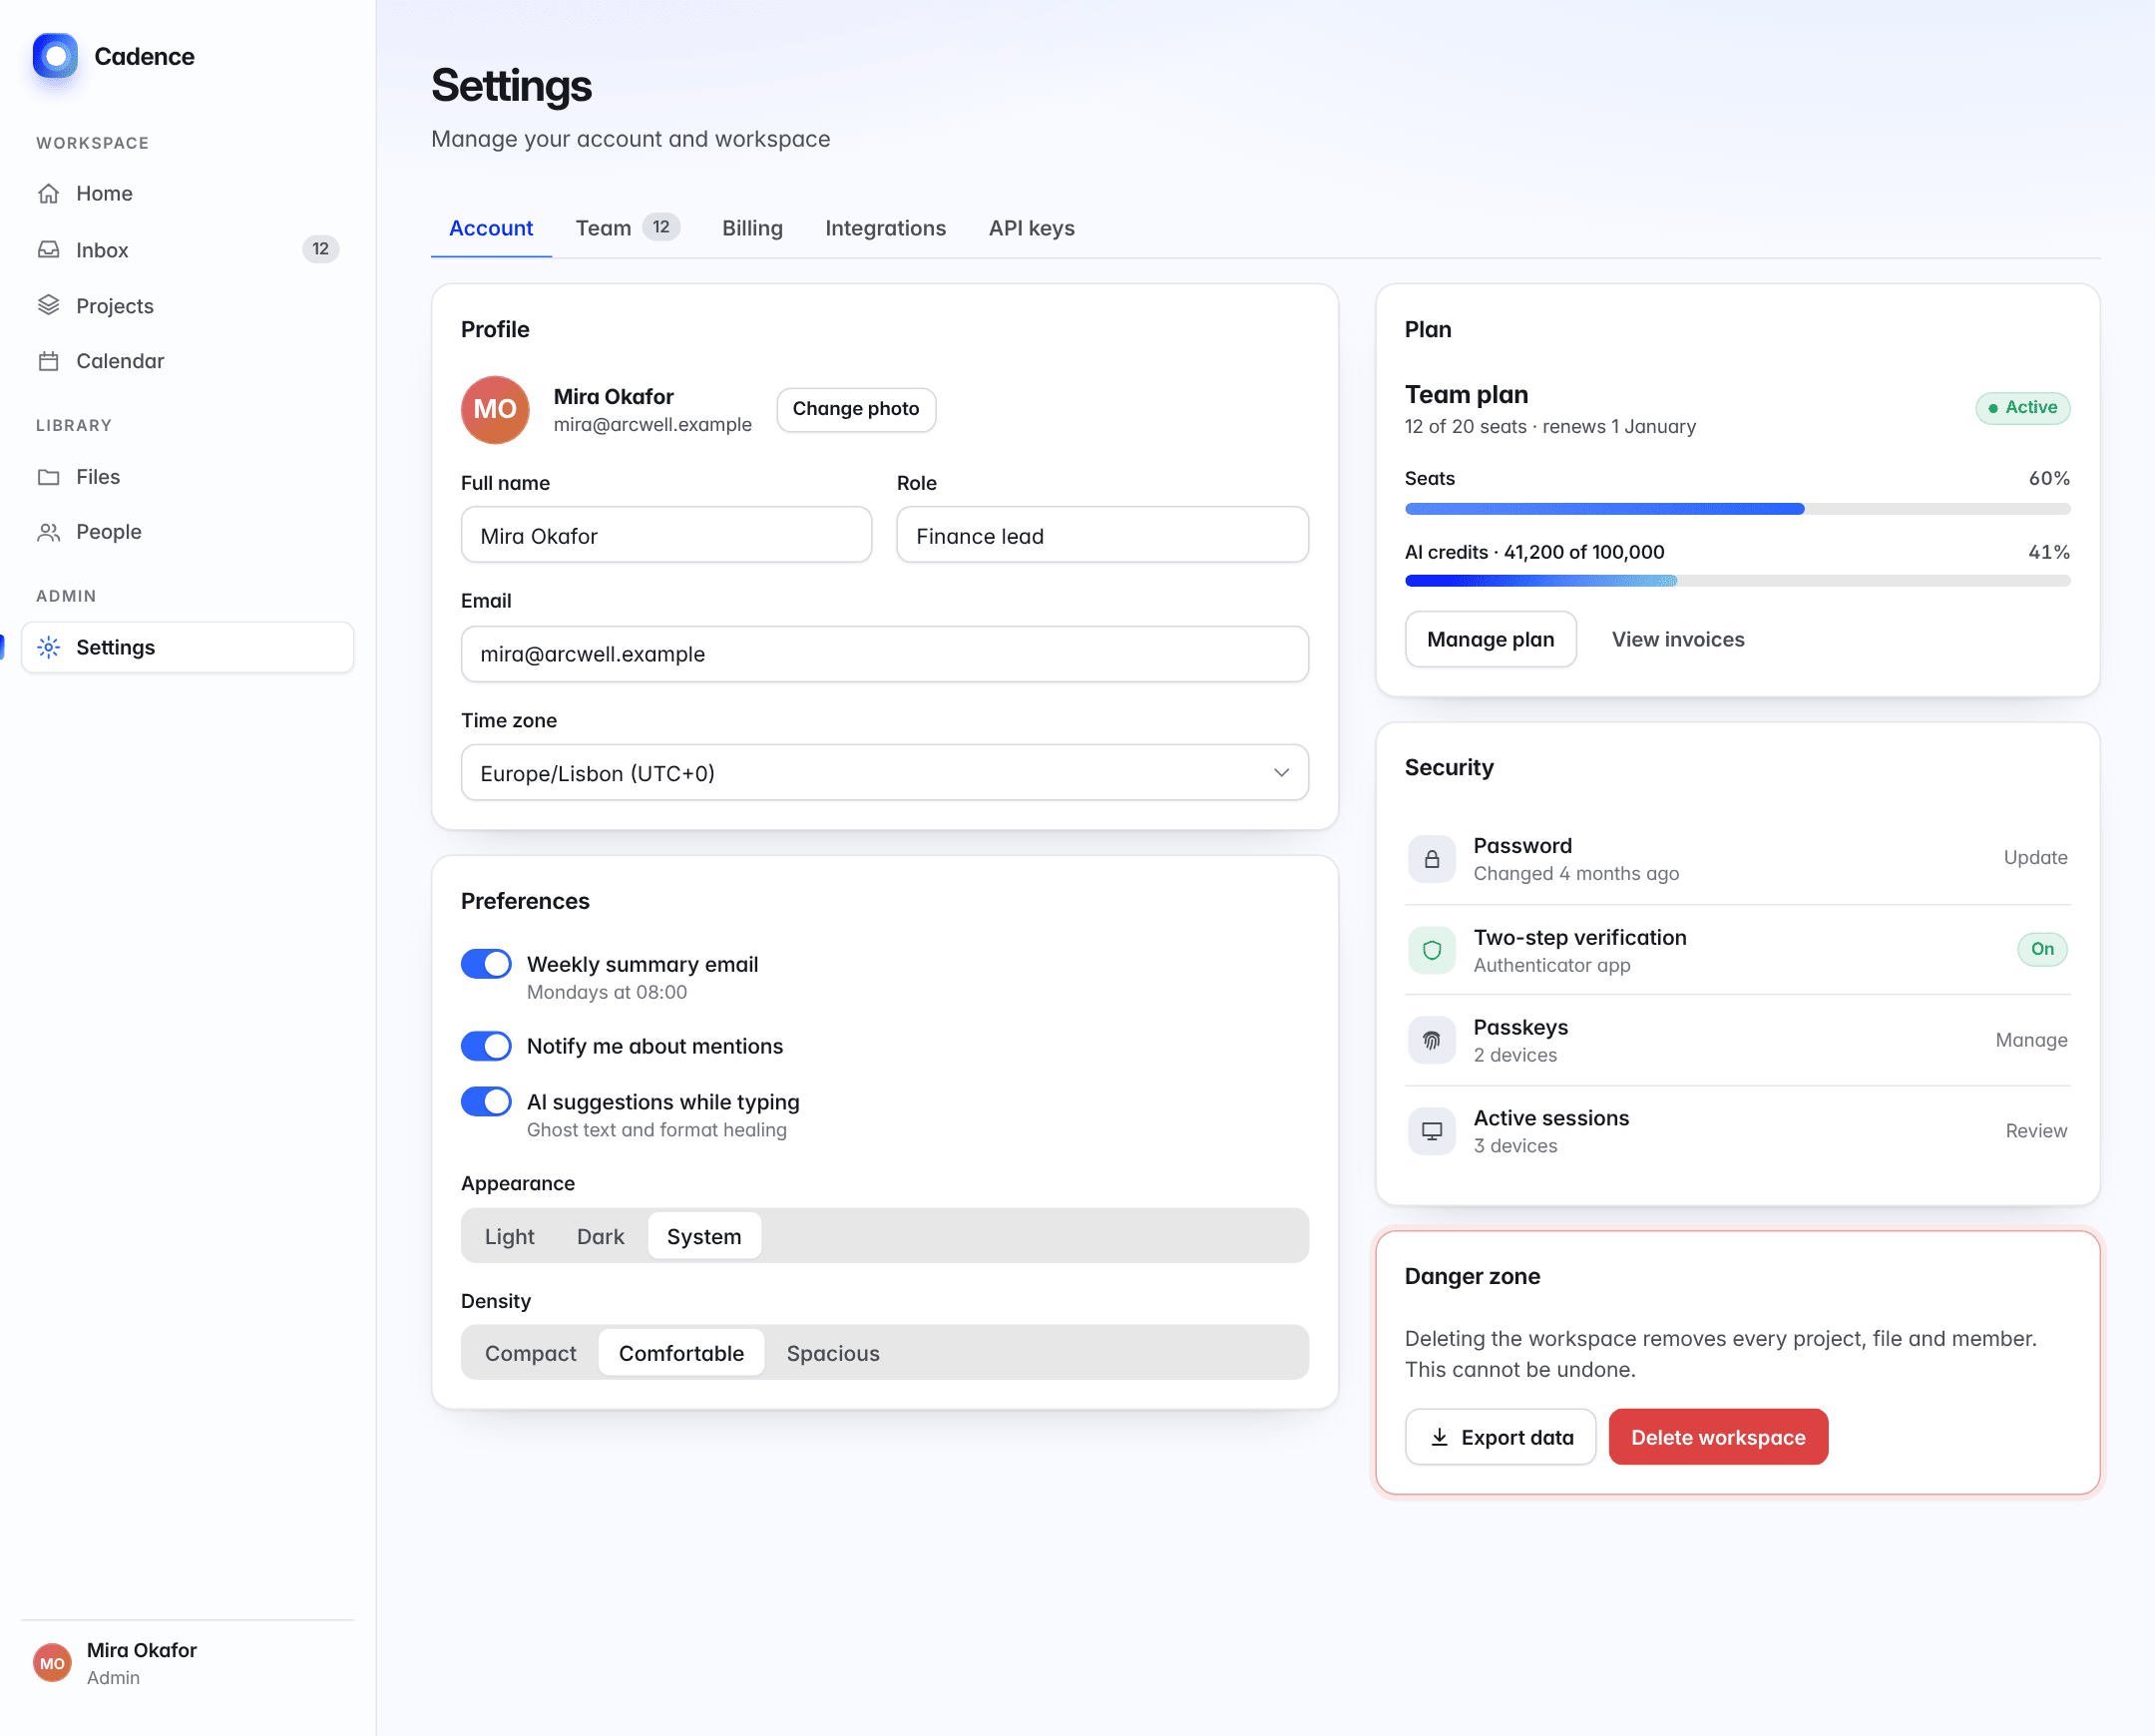 Cadence
WORKSPACE
Home
Inbox 12
Projects
Calendar
LIBRARY
Files
People
ADMIN
Settings
MO
Mira Okafor
Admin
Settings
Manage your account and workspace
Account Team 12 Billing Integrations API keys
Profile
MO
Mira Okafor
mira@arcwell.example
Change photo
Full name
Mira Okafor
Role
Finance lead
Email
mira@arcwell.example
Time zone
Europe/Lisbon (UTC+0)
Preferences
Weekly summary email
Mondays at 08:00
Notify me about mentions
AI suggestions while typing
Ghost text and format healing
Appearance
Light Dark System
Density
Compact Comfortable Spacious
Plan
Team plan
12 of 20 seats · renews 1 January
Active
Seats 60%
AI credits · 41,200 of 100,000 41%
Manage plan View invoices
Security
Password
Changed 4 months ago
Update
Two-step verification
Authenticator app
On
Passkeys
2 devices
Manage
Active sessions
3 devices
Review
Danger zone
Deleting the workspace removes every project, file and member.
This cannot be undone.
Export data Delete workspace